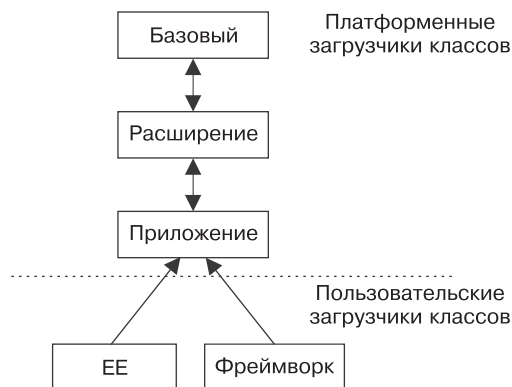 Базовый
Платформенные
загрузчики классов
Расширение
Приложение
Пользовательские
загрузчики классов
EE
Фреймворк